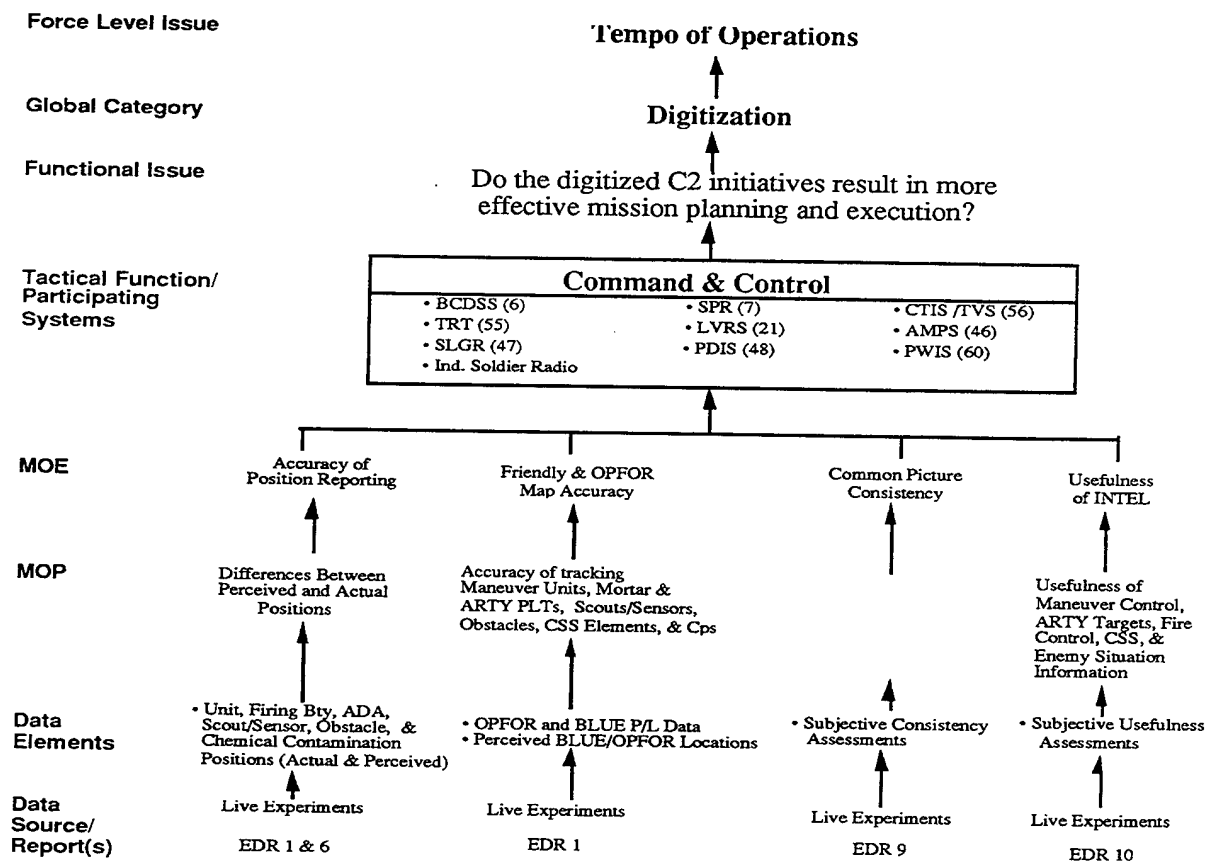 Force Level Issue
Tempo of Operations
Global Category
Digitization
Functional Issue
Do the digitized C2 initiatives result in more
effective mission planning and execution?
Tactical Function/
Participating
Systems
Command & Control
• BCDSS (6)
• SPR (7)
• CTIS /TVS (56)
• TRT (55)
• LVRS (21)
• AMPS (46)
• SLGR (47)
• PDIS (48)
• PWIS (60)
• Ind. Soldier Radio
MOE
Accuracy of
Position Reporting
Friendly & OPFOR
Map Accuracy
Common Picture
Consistency
Usefulness
of INTEL
MOP
Differences Between
Perceived and Actual
Positions
Accuracy of tracking
Maneuver Units, Mortar &
ARTY PLTs, Scouts/Sensors,
Obstacles, CSS Elements, & Cps
Usefulness of
Maneuver Control,
ARTY Targets, Fire
Control, CSS, &
Enemy Situation
Information
Data
Elements
• Unit, Firing Bty, ADA,
Scout/Sensor, Obstacle, &
Chemical Contamination
Positions (Actual & Perceived)
• OPFOR and BLUE P/L Data
• Perceived BLUE/OPFOR Locations
• Subjective Consistency
Assessments
• Subjective Usefulness
Assessments
Data
Source/
Report(s)
Live Experiments
EDR 1 & 6
Live Experiments
EDR 1
Live Experiments
EDR 9
Live Experiments
EDR 10